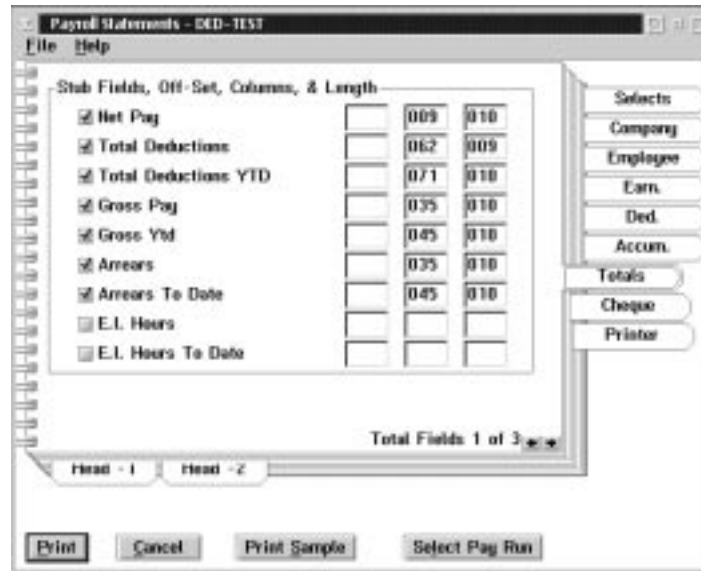 Payroll Statements - DED-TEST
File Help
Stub Fields, Off-Set, Columns, & Length
Net Pay 009 010
Total Deductions 062 009
Total Deductions YTD 071 010
Gross Pay 035 010
Gross Ytd 045 010
Arrears 035 010
Arrears To Date 045 010
E.I. Hours
E.I. Hours To Date
Total Fields 1 of 3
Selects
Company
Employee
Earn.
Ded.
Accum.
Totals
Cheque
Printer
Head - 1 Head -2
Print Cancel Print Sample Select Pay Run